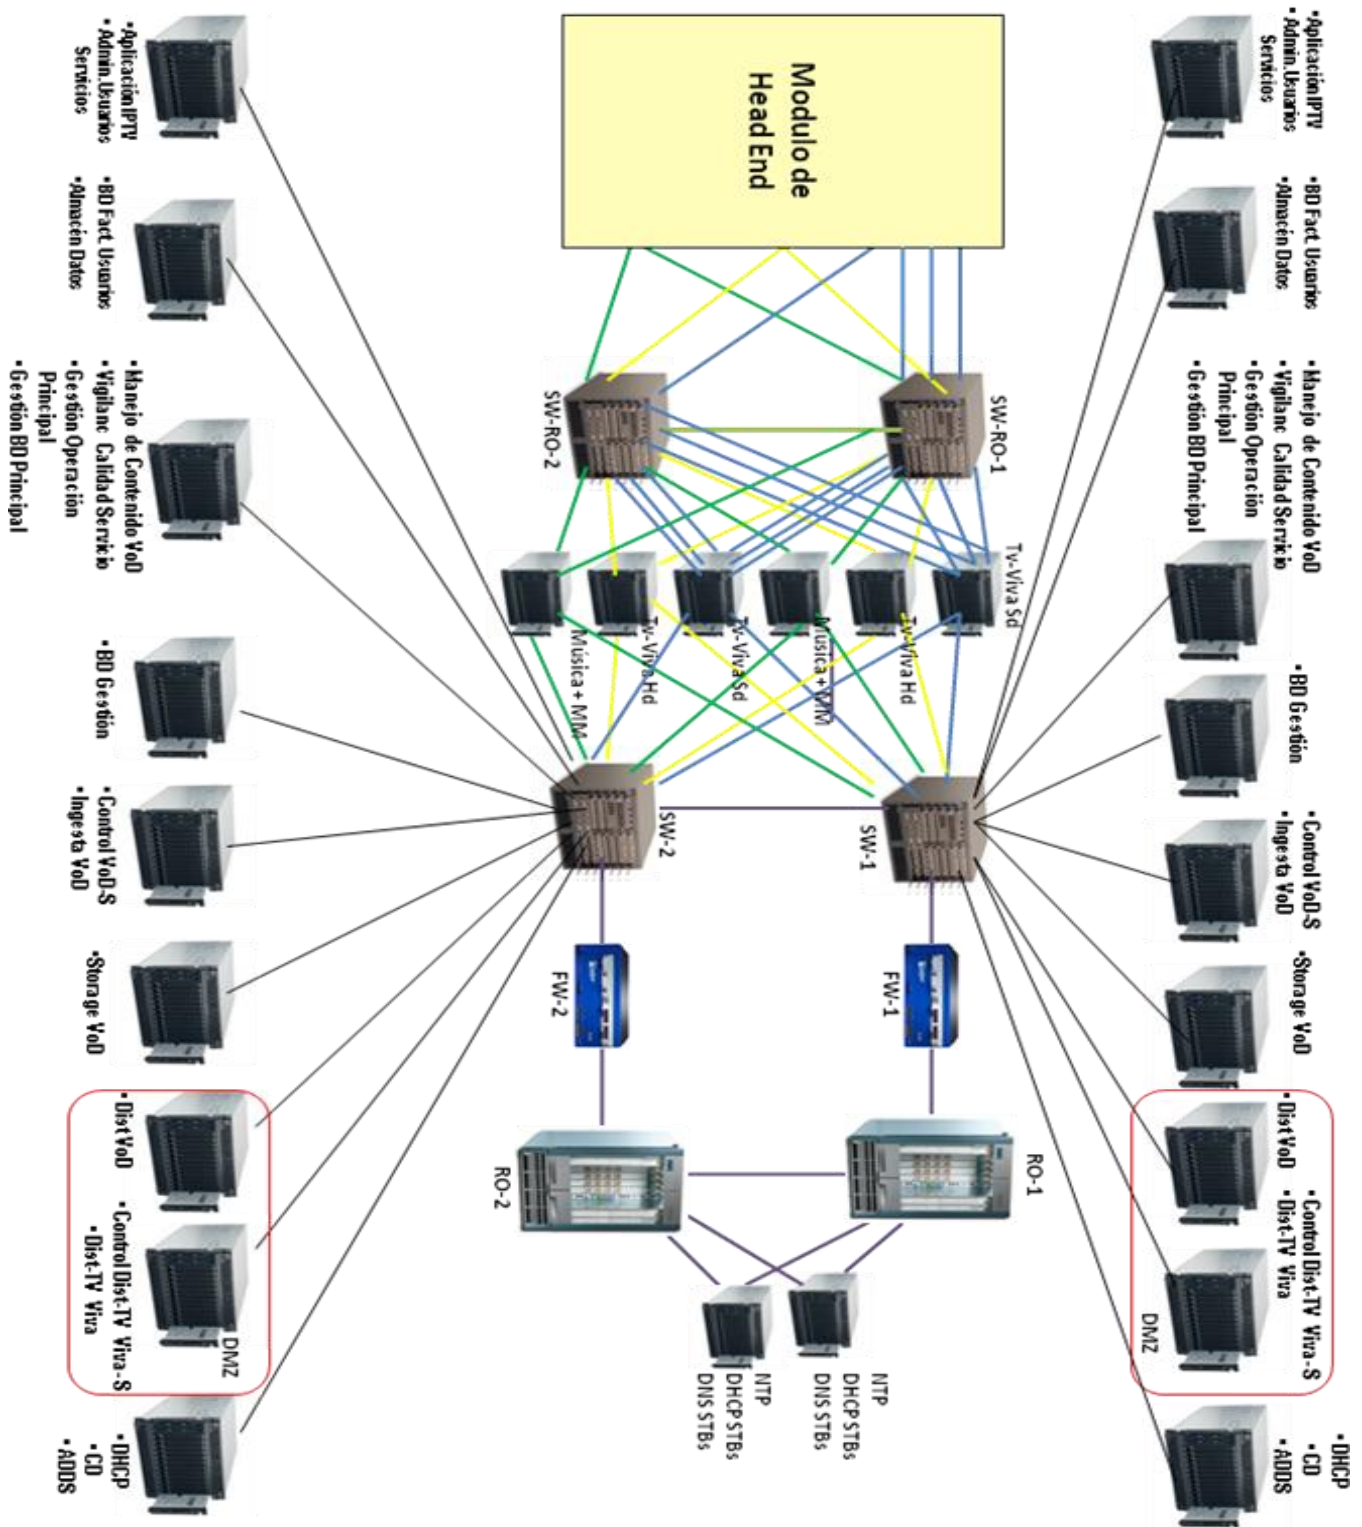 •Aplicación IPTV
•Admin.Usuarios
Servicios
•BD Fact. Usuarios
•Almacén Datos
•Manejo de Contenido VoD
•Vigilanc Calidad Servicio
•Gestión Operación
Principal
•Gestión BD Principal
•BD Gestión
•Control VoD-S
•Ingesta VoD
•Storage VoD
•Dist VoD
•Control Dist-TV Viva-S
•Dist-TV Viva
DMZ
•DHCP
•CD
•ADDS
Modulo de
Head End
SW-RO-1
SW-RO-2
Tv-Viva Sd
Tv-Viva Hd
Música + MM
Tv-Viva Sd
Tv-Viva Hd
Música + MM
SW-1
SW-2
FW-1
FW-2
RO-1
RO-2
NTP
DHCP STBs
DNS STBs
NTP
DHCP STBs
DNS STBs
•Aplicación IPTV
•Admin.Usuarios
Servicios
•BD Fact. Usuarios
•Almacén Datos
•Manejo de Contenido VoD
•Vigilanc Calidad Servicio
•Gestión Operación
Principal
•Gestión BD Principal
•BD Gestión
•Control VoD-S
•Ingesta VoD
•Storage VoD
•Dist VoD
•Control Dist-TV Viva-S
•Dist-TV Viva
DMZ
•DHCP
•CD
•ADDS